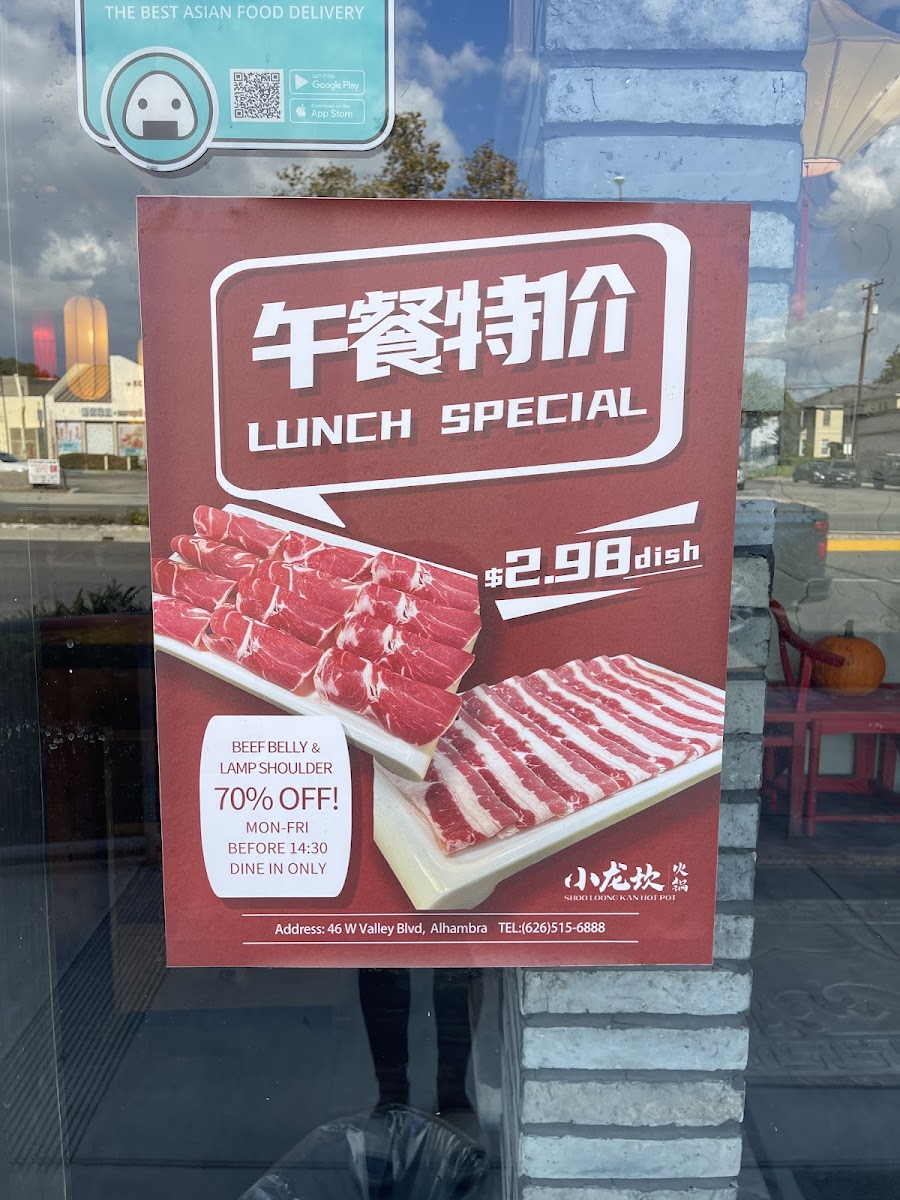 THE BEST ASIAN FOOD DELIVERY
GET IT ON
Google Play
Download on the
App Store
午餐特价
LUNCH SPECIAL
$2.98dish
BEEF BELLY &
LAMP SHOULDER
70% OFF!
MON-FRI
BEFORE 14:30
DINE IN ONLY
小龙坎火锅
SHOO LOONG KAN HOT POT
Address: 46 W Valley Blvd, Alhambra TEL:(626)515-6888